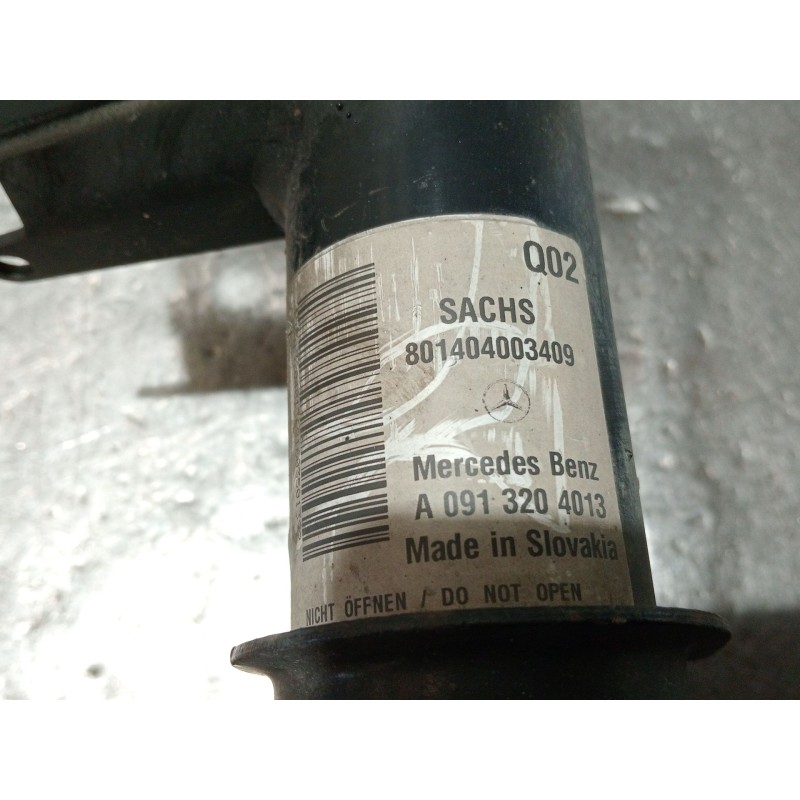 Q02
SACHS
801404003409
Mercedes Benz
A 091 320 4013
Made in Slovakia
NICHT ÖFFNEN / DO NOT OPEN